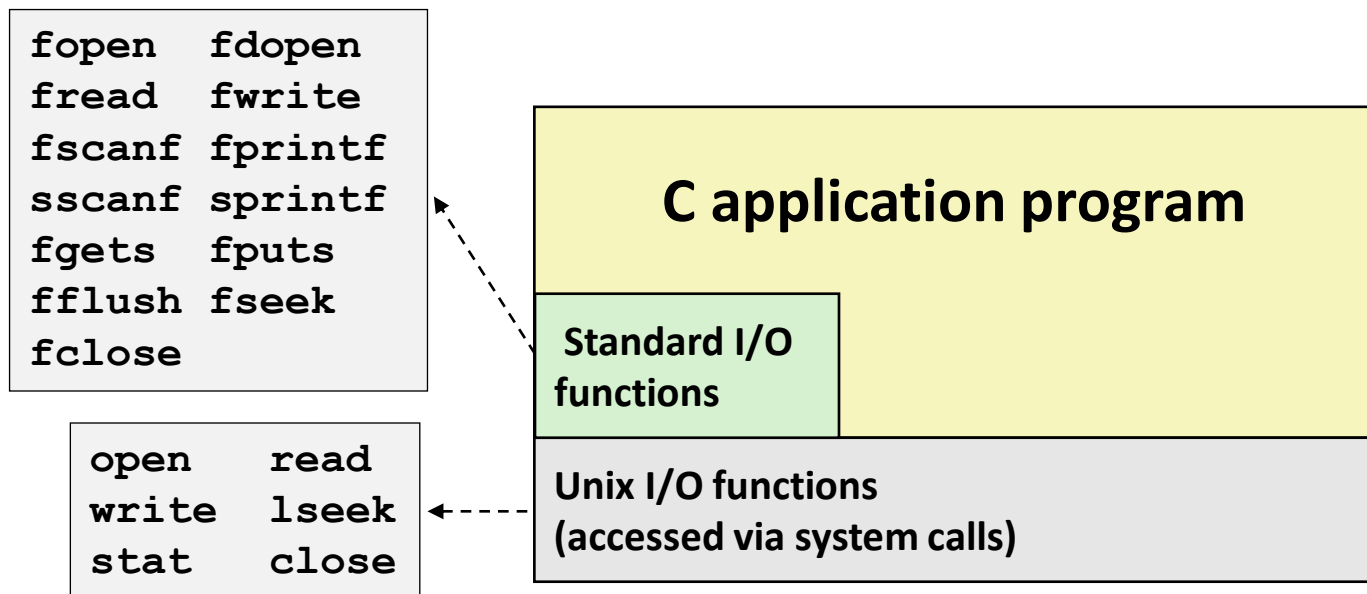 fopen fdopen
fread fwrite
fscanf fprintf
sscanf sprintf
fgets fputs
fflush fseek
fclose
C application program
Standard I/O
functions
open read
write lseek
stat close
Unix I/O functions
(accessed via system calls)